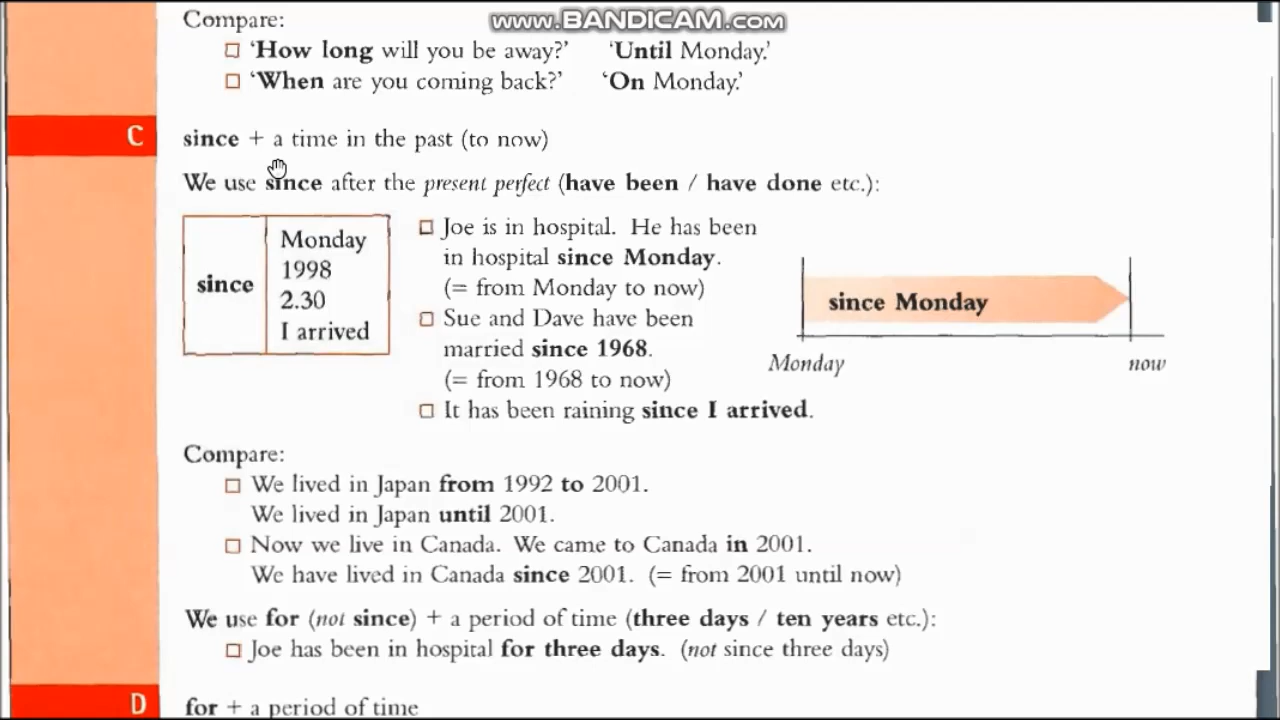 www.BANDICAM.com
Compare:
'How long will you be away?' 'Until Monday.'
'When are you coming back?' 'On Monday.'
C
since + a time in the past (to now)
We use since after the present perfect (have been / have done etc.):
since
Monday
1998
2.30
I arrived
Joe is in hospital. He has been
in hospital since Monday.
(= from Monday to now)
Sue and Dave have been
married since 1968.
(= from 1968 to now)
It has been raining since I arrived.
since Monday
Monday now
Compare:
We lived in Japan from 1992 to 2001.
We lived in Japan until 2001.
Now we live in Canada. We came to Canada in 2001.
We have lived in Canada since 2001. (= from 2001 until now)
We use for (not since) + a period of time (three days / ten years etc.):
Joe has been in hospital for three days. (not since three days)
D
for + a period of time